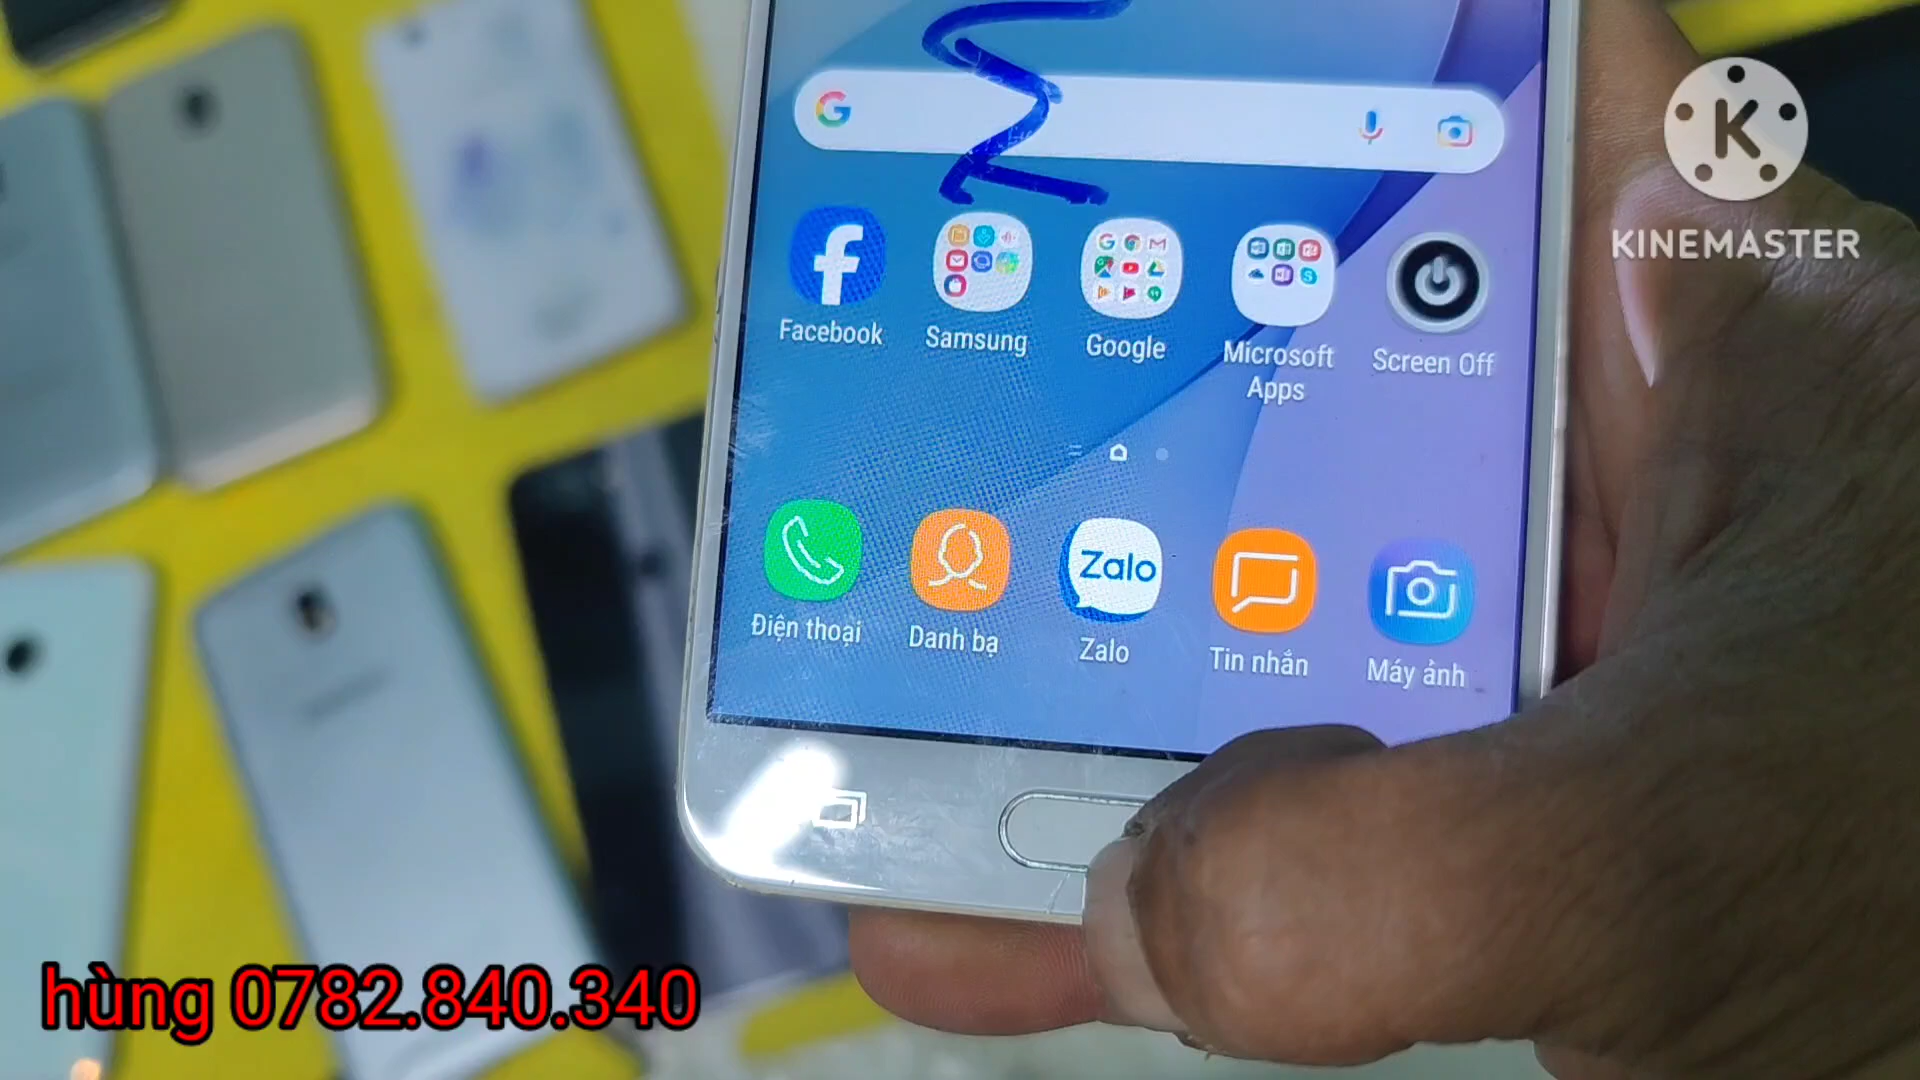 K
KINEMASTER
Facebook
Samsung
Google
Microsoft
Apps
Screen Off
Điện thoại
Danh bạ
Zalo
Zalo
Tin nhắn
Máy ảnh
hùng 0782.840.340